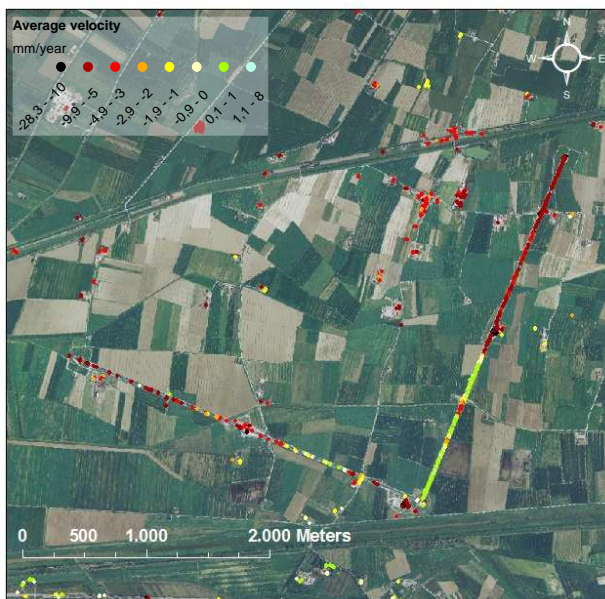 Average velocity
mm/year
-28,3 - -10
-9,9 - -5
-4,9 - -3
-2,9 - -2
-1,9 - -1
-0,9 - 0
0,1 - 1
1,1 - 8
N
W E
S
0 500 1.000 2.000 Meters